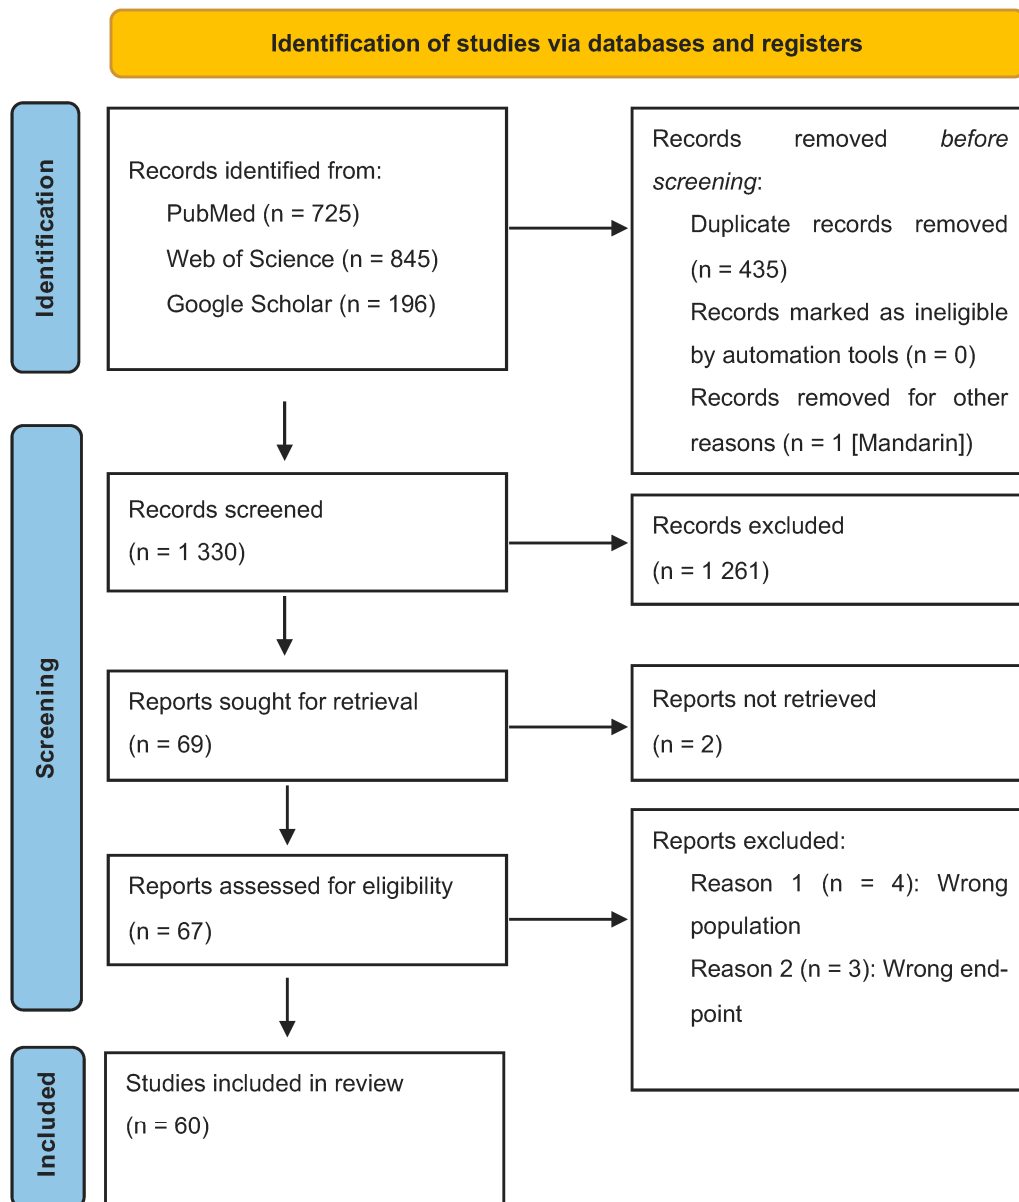 Identification of studies via databases and registers
Identification
Records identified from:
PubMed (n = 725)
Web of Science (n = 845)
Google Scholar (n = 196)
Records removed before
screening:
Duplicate records removed
(n = 435)
Records marked as ineligible
by automation tools (n = 0)
Records removed for other
reasons (n = 1 [Mandarin])
Screening
Records screened
(n = 1 330)
Records excluded
(n = 1 261)
Reports sought for retrieval
(n = 69)
Reports not retrieved
(n = 2)
Reports assessed for eligibility
(n = 67)
Reports excluded:
Reason 1 (n = 4): Wrong
population
Reason 2 (n = 3): Wrong end-
point
Included
Studies included in review
(n = 60)